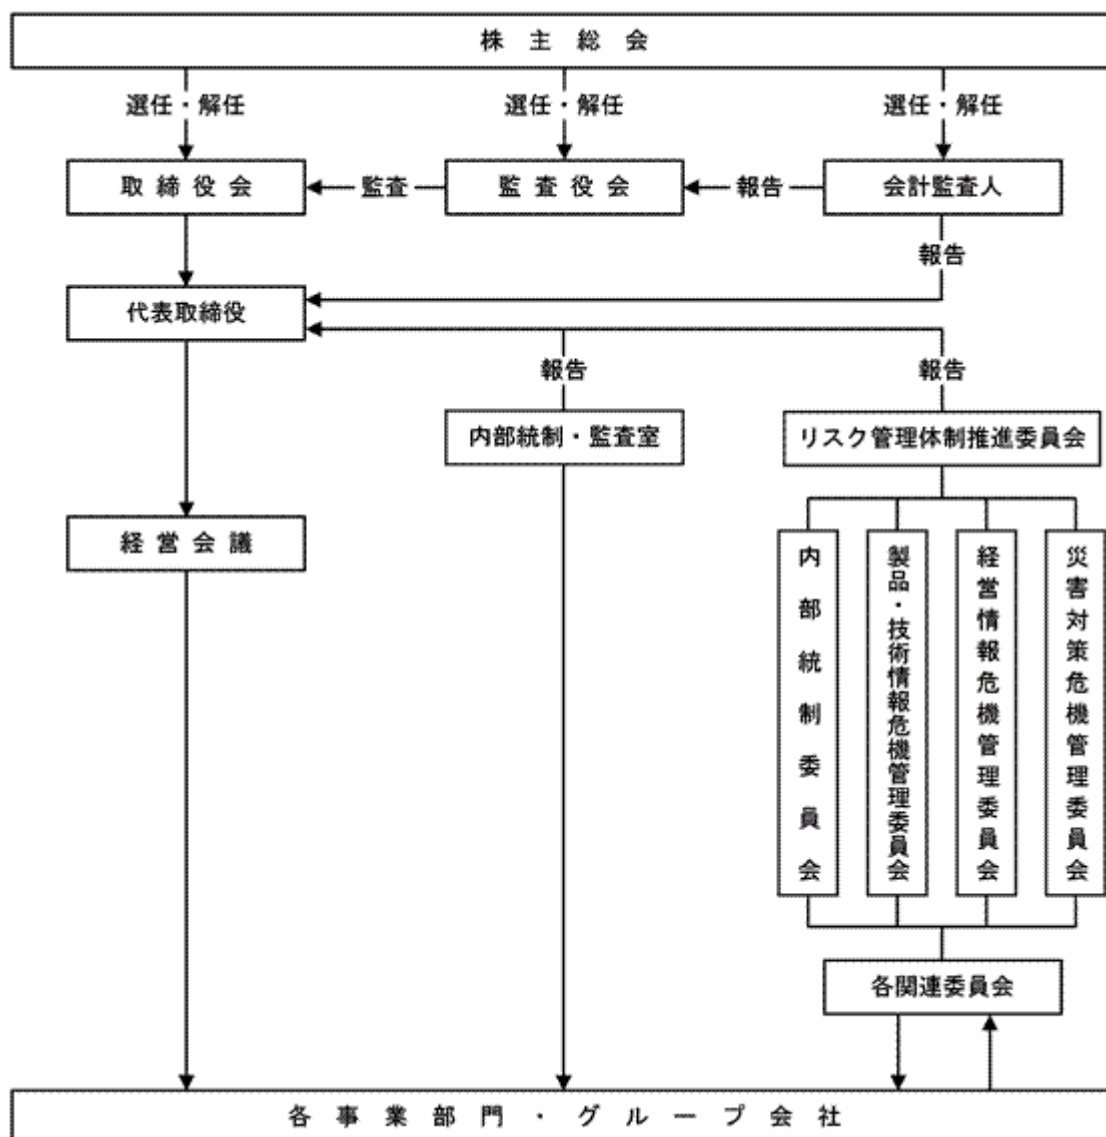 株主総会
選任・解任
選任・解任
選任・解任
取締役会
監査
監査役会
報告
会計監査人
報告
代表取締役
報告
報告
内部統制・監査室
リスク管理体制推進委員会
経営会議
内部統制委員会
製品・技術情報危機管理委員会
経営情報危機管理委員会
災害対策危機管理委員会
各関連委員会
各事業部門・グループ会社